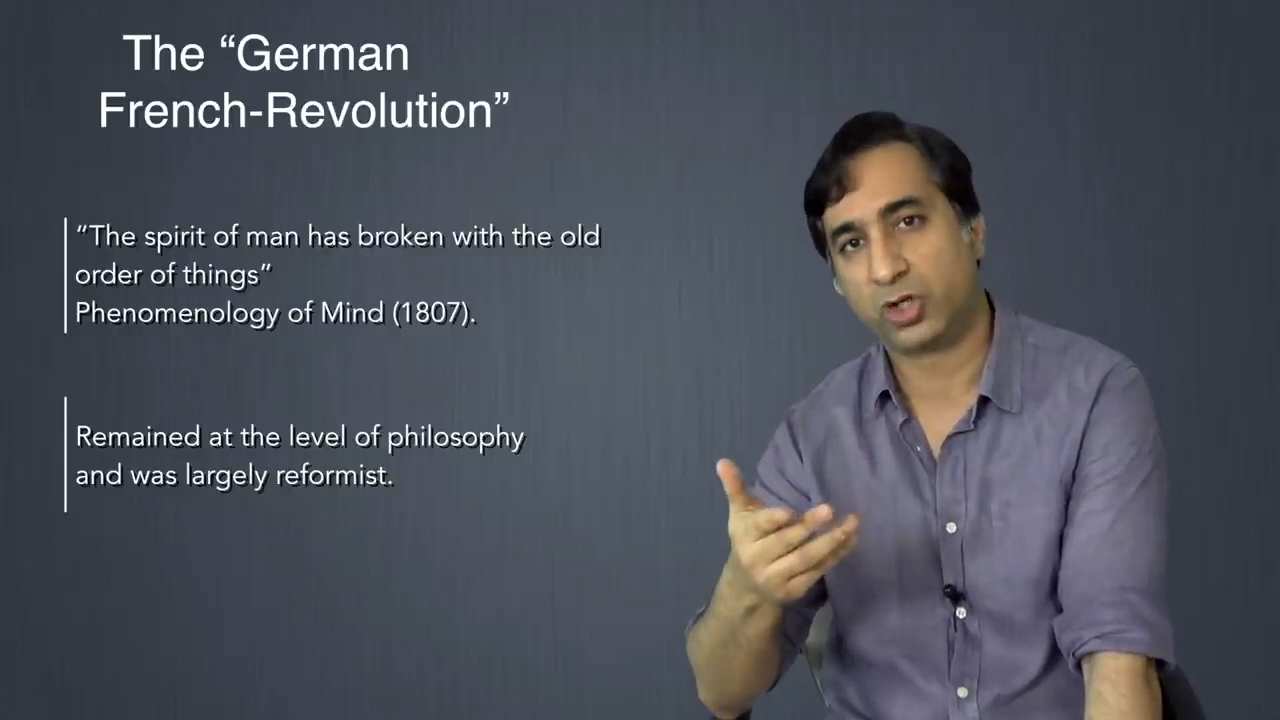 The “German
French-Revolution”
“The spirit of man has broken with the old
order of things”
Phenomenology of Mind (1807).
Remained at the level of philosophy
and was largely reformist.